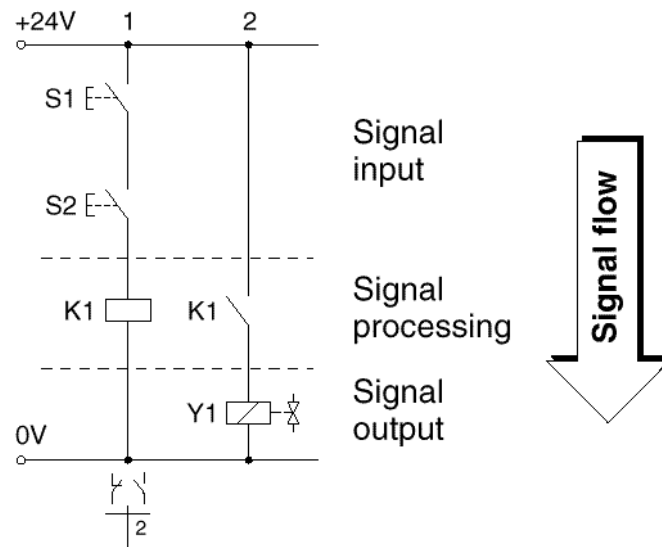 +24V
1
2
S1
Signal
input
S2
K1
K1
Signal
processing
Y1
Signal
output
0V
2
Signal flow